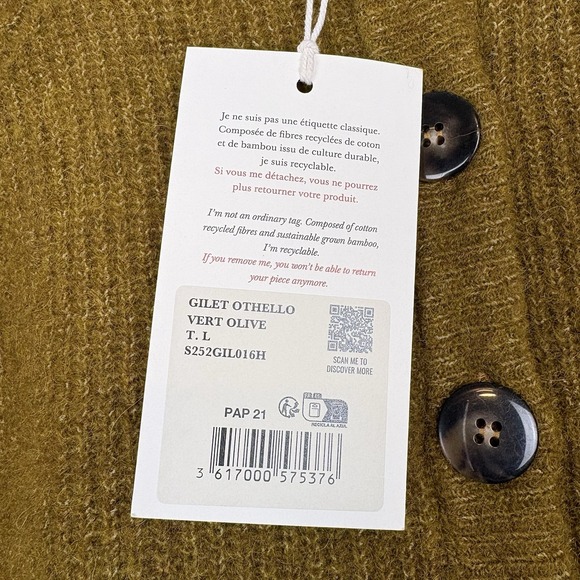 Je ne suis pas une étiquette classique.
Composée de fibres recyclées de coton
et de bambou issu de culture durable,
je suis recyclable.
Si vous me détachez, vous ne pourrez
plus retourner votre produit.
I'm not an ordinary tag. Composed of cotton
recycled fibres and sustainable grown bamboo,
I'm recyclable.
If you remove me, you won't be able to return
your piece anymore.
GILET OTHELLO
VERT OLIVE
T. L
S252GIL016H
SCAN ME TO
DISCOVER MORE
PAP 21
RECICLA AL AZUL
3 617000 575376